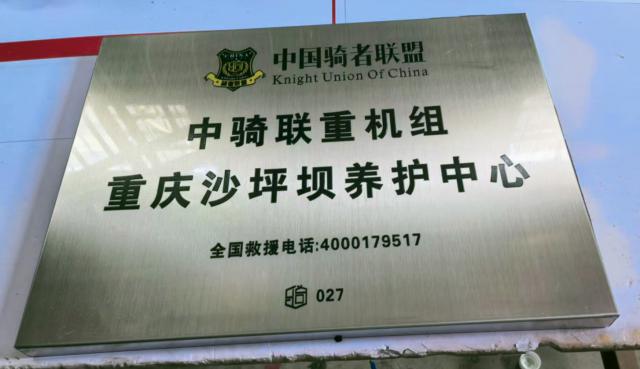 CHINA
中国骑者联盟
Knight Union Of China
中骑联重机组
重庆沙坪坝养护中心
全国救援电话:4000179517
027